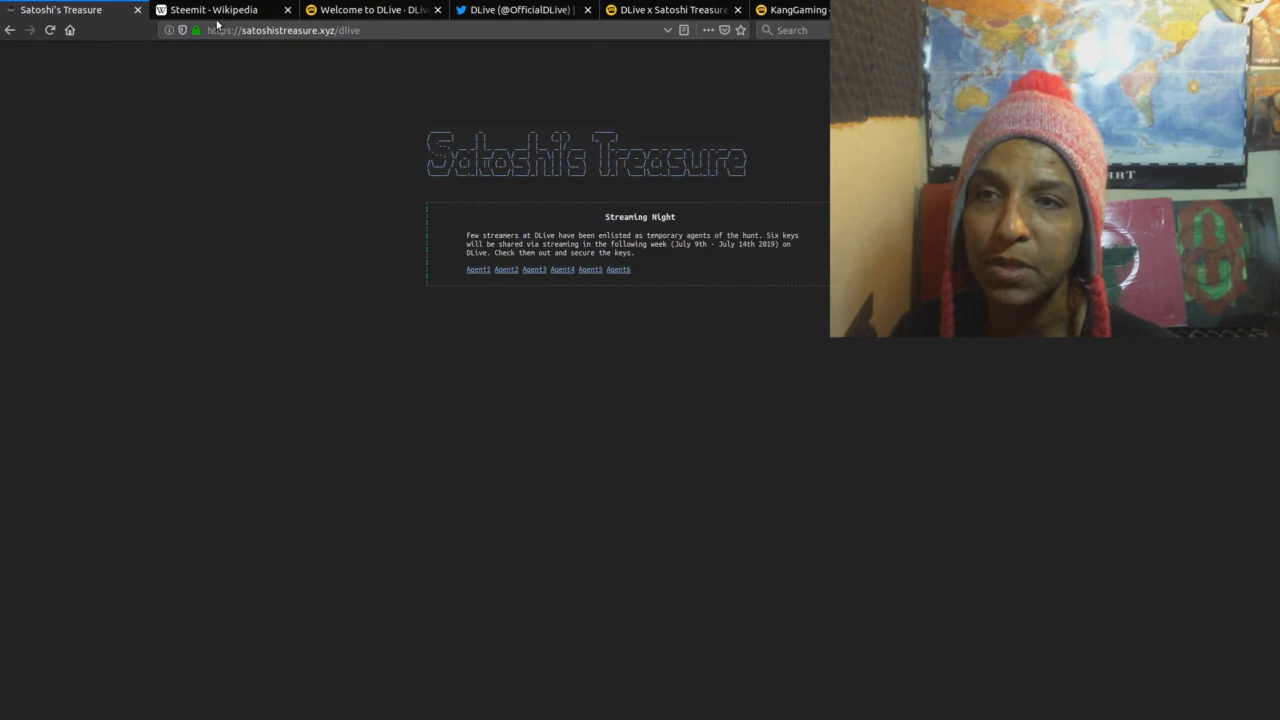 Satoshi's Treasure
Steemit - Wikipedia
Welcome to DLive · DLiv
DLive (@OfficialDLive) |
DLive x Satoshi Treasure
KangGaming -
https://satoshistreasure.xyz/dlive
Search
Satoshi's Treasure
Streaming Night
Few streamers at DLive have been enlisted as temporary agents of the hunt. Six keys
will be shared via streaming in the following week (July 9th - July 14th 2019) on
DLive. Check them out and secure the keys.
Agent1 Agent2 Agent3 Agent4 Agent5 Agent6